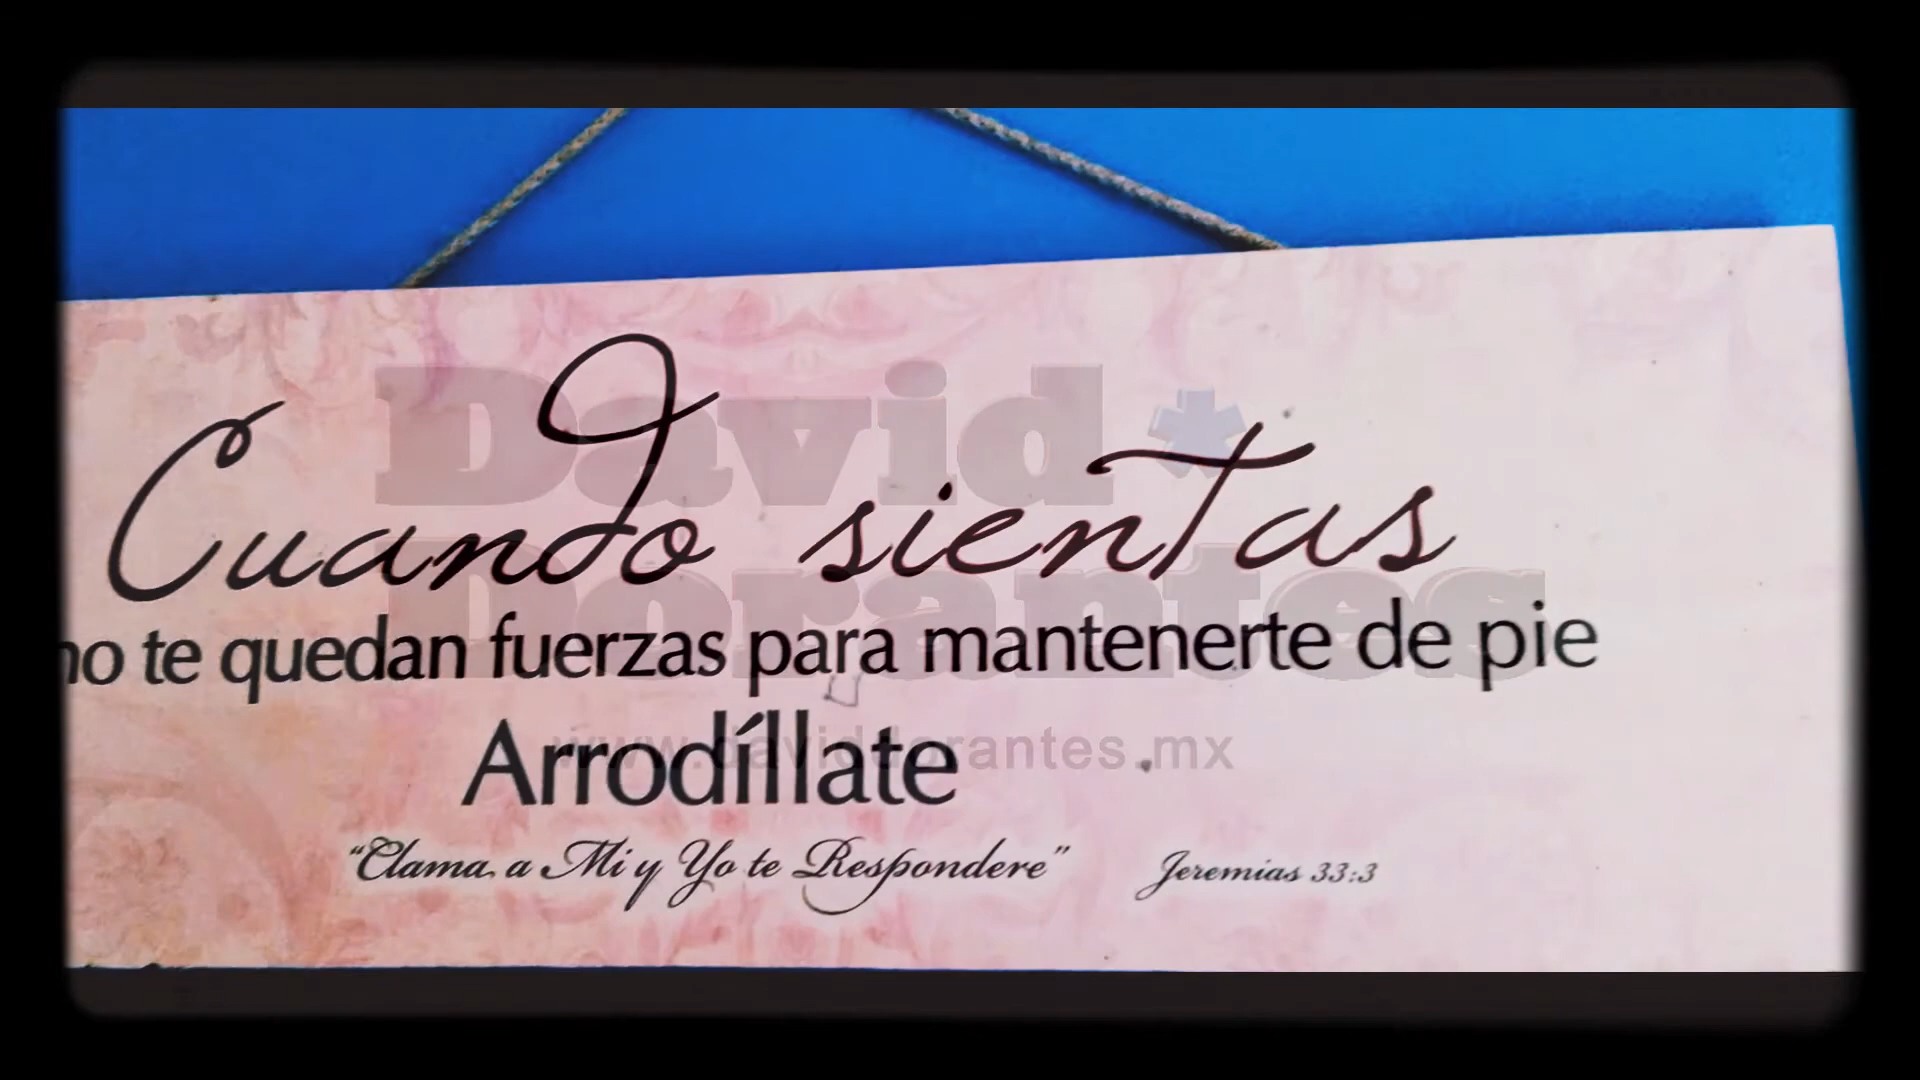 David*
Dorantes
www.daviddorantes.mx
Cuando sientas
no te quedan fuerzas para mantenerte de pie
Arrodíllate
“Clama a Mi y Yo te Respondere” Jeremias 33:3